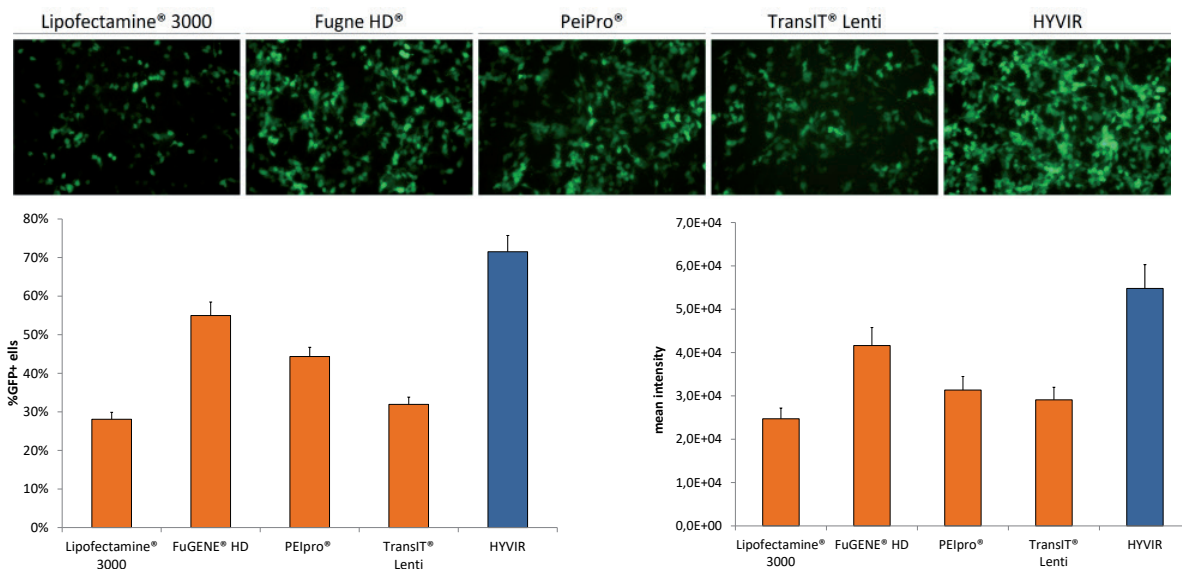 Lipofectamine® 3000
Fugne HD®
PeiPro®
TransIT® Lenti
HYVIR
80%
70%
60%
50%
40%
30%
20%
10%
0%
%GFP+ ells
Lipofectamine®
3000
FuGENE® HD
PEIpro®
TransIT®
Lenti
HYVIR
7,0E+04
6,0E+04
5,0E+04
4,0E+04
3,0E+04
2,0E+04
1,0E+04
0,0E+00
mean intensity
Lipofectamine®
3000
FuGENE® HD
PEIpro®
TransIT®
Lenti
HYVIR